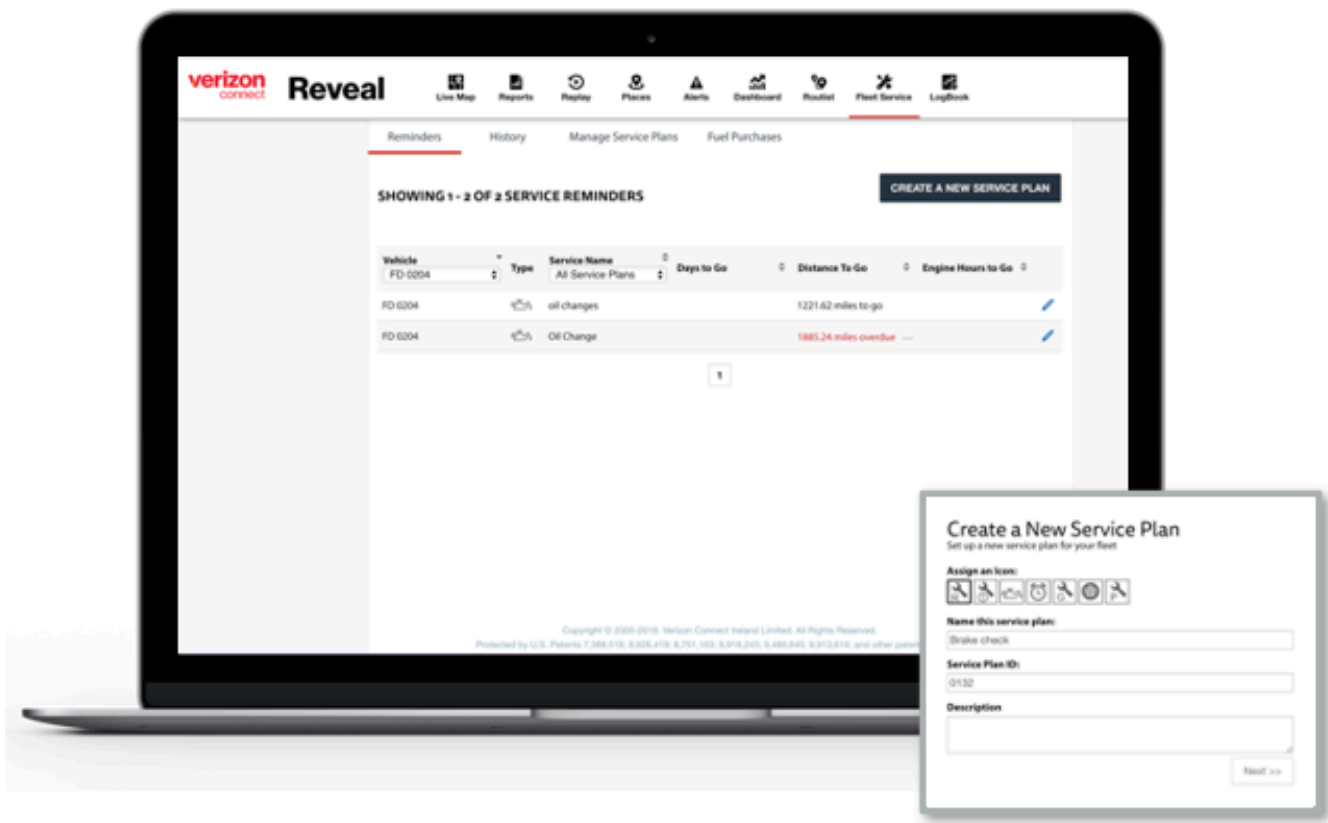 verizon
connect
Reveal
Live Map Reports Replay Places Alerts Dashboard Routist Fleet Service LogBook
Reminders History Manage Service Plans Fuel Purchases
SHOWING 1 - 2 OF 2 SERVICE REMINDERS
CREATE A NEW SERVICE PLAN
Vehicle Type Service Name Days to Go Distance To Go Engine Hours to Go
FD 0204 All Service Plans
FD 0204 oil changes 1221.62 miles to go
FD 0204 Oil Change 1885.24 miles overdue ---
1
Copyright © 2005-2018, Verizon Connect Ireland Limited. All Rights Reserved.
Protected by U.S. Patents and other
Create a New Service Plan
Set up a new service plan for your fleet
Assign an Icon:
Name this service plan:
Brake check
Service Plan ID:
0132
Description
Next >>